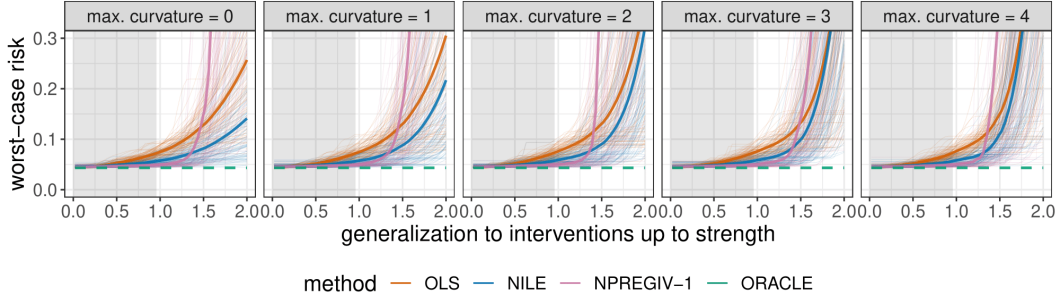 max. curvature = 0 max. curvature = 1 max. curvature = 2 max. curvature = 3 max. curvature = 4
worst−case risk
0.3
0.2
0.1
0.0
0.0 0.5 1.0 1.5 2.0 0.0 0.5 1.0 1.5 2.0 0.0 0.5 1.0 1.5 2.0 0.0 0.5 1.0 1.5 2.0 0.0 0.5 1.0 1.5 2.0
generalization to interventions up to strength
method OLS NILE NPREGIV−1 ORACLE